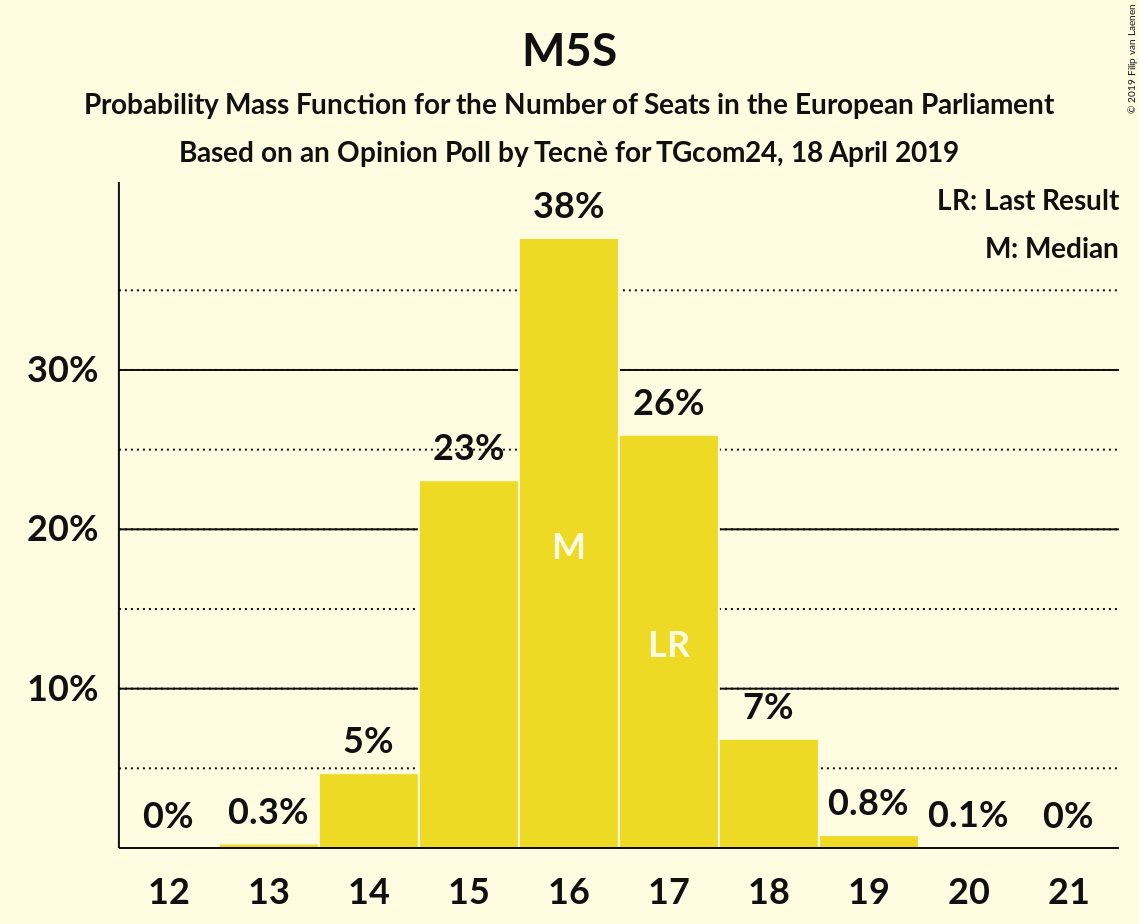 M5S
Probability Mass Function for the Number of Seats in the European Parliament
Based on an Opinion Poll by Tecnè for TGcom24, 18 April 2019
© 2019 Filip van Laenen
LR: Last Result
M: Median
38%
30%
26%
23%
20%
M
LR
10%
7%
5%
0%
0.3%
0.8%
0.1%
0%
12 13 14 15 16 17 18 19 20 21